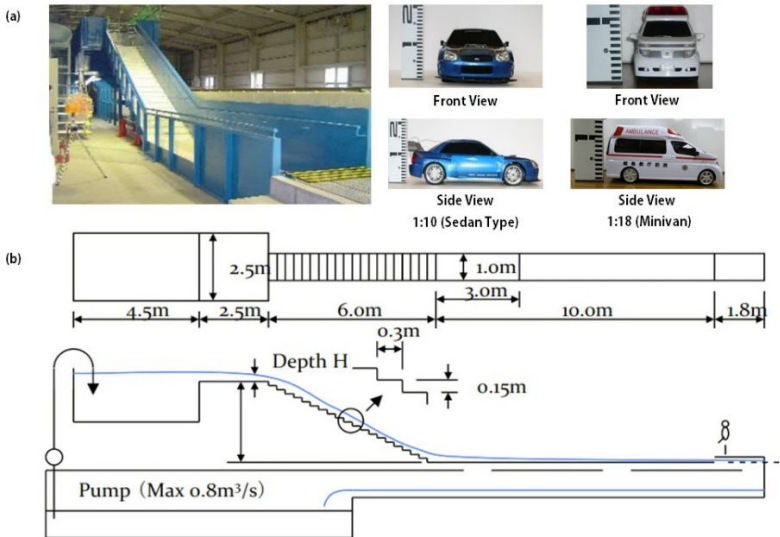 (a)
Front View
Front View
AMBULANCE
Side View
Side View
1:10 (Sedan Type)
1:18 (Minivan)
(b)
2.5m
1.0m
3.0m
4.5m
2.5m
6.0m
10.0m
1.8m
0.3m
Depth H
0.15m
Pump (Max 0.8m³/s)